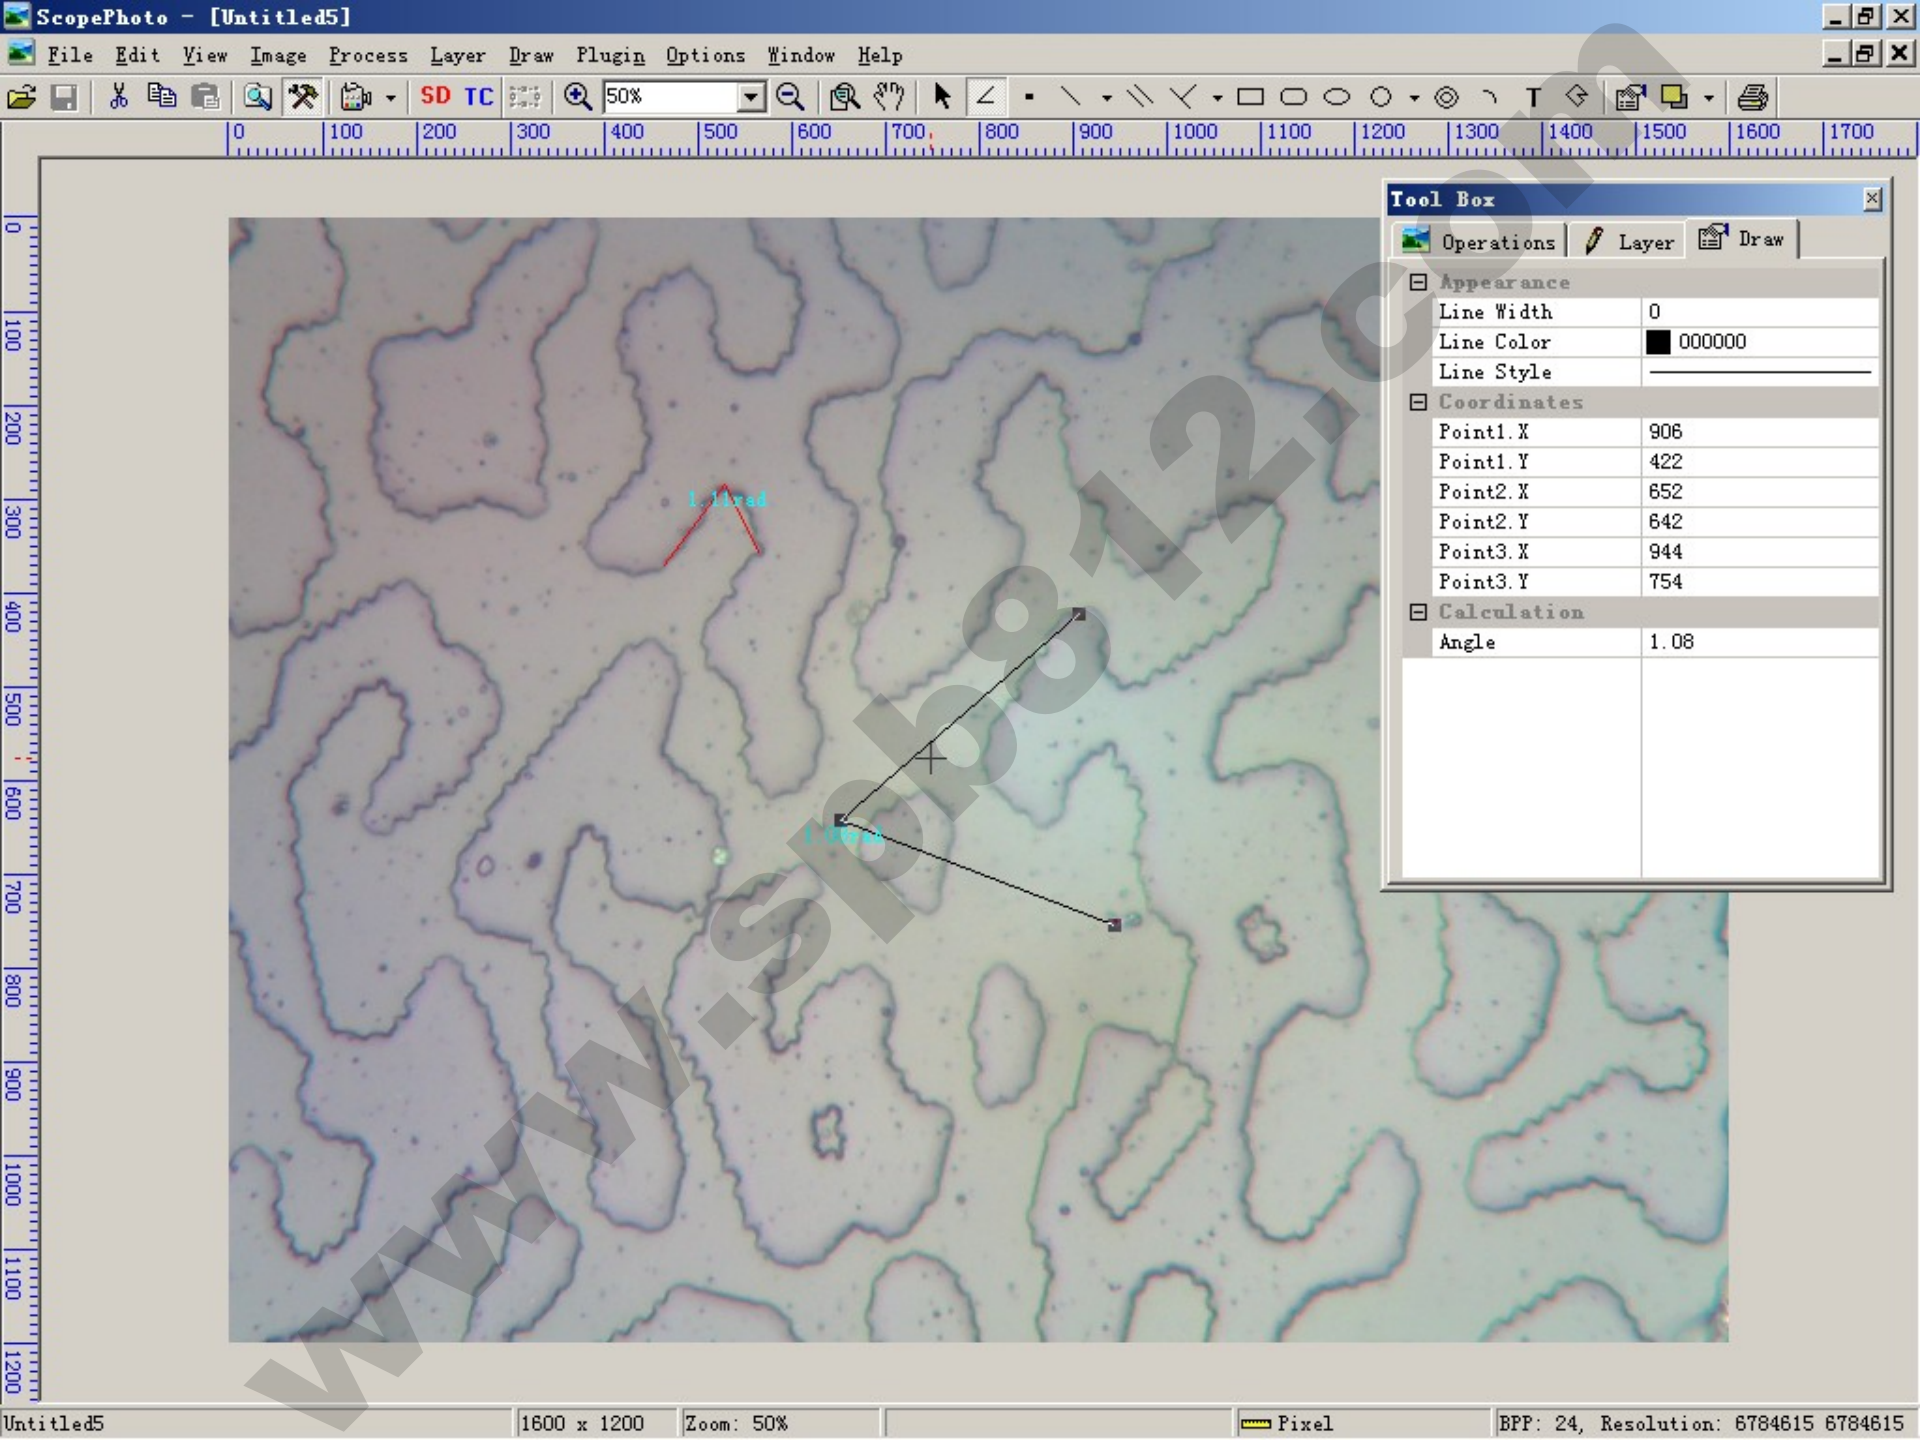 ScopePhoto - [Untitled5]
File Edit View Image Process Layer Draw Plugin Options Window Help
SD TC 50% T
0 100 200 300 400 500 600 700 800 900 1000 1100 1200 1300 1400 1500 1600 1700
0
100
200
300
400
500
600
700
800
900
1000
1100
1200
Tool Box
Operations Layer Draw
Appearance
Line Width 0
Line Color 000000
Line Style
Coordinates
Point1.X 906
Point1.Y 422
Point2.X 652
Point2.Y 642
Point3.X 944
Point3.Y 754
Calculation
Angle 1.08
1.11rad
1.08rad
www.spb812.com
Untitled5 1600 x 1200 Zoom: 50% Pixel BPP: 24, Resolution: 6784615 6784615